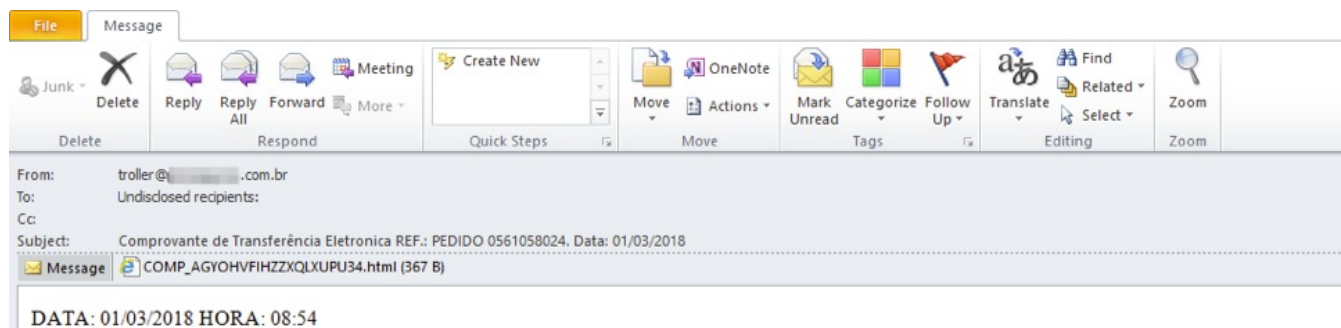 File Message
Junk Delete Reply Reply All Forward Meeting More Create New Move OneNote Actions Mark Unread Categorize Follow Up Translate Find Related Select Zoom
Delete Respond Quick Steps Move Tags Editing Zoom
From: troller@ .com.br
To: Undisclosed recipients:
Cc:
Subject: Comprovante de Transferência Eletronica REF.: PEDIDO 0561058024. Data: 01/03/2018
Message COMP_AGYOHVFIHZZXQLXUPU34.html (367 B)
DATA: 01/03/2018 HORA: 08:54